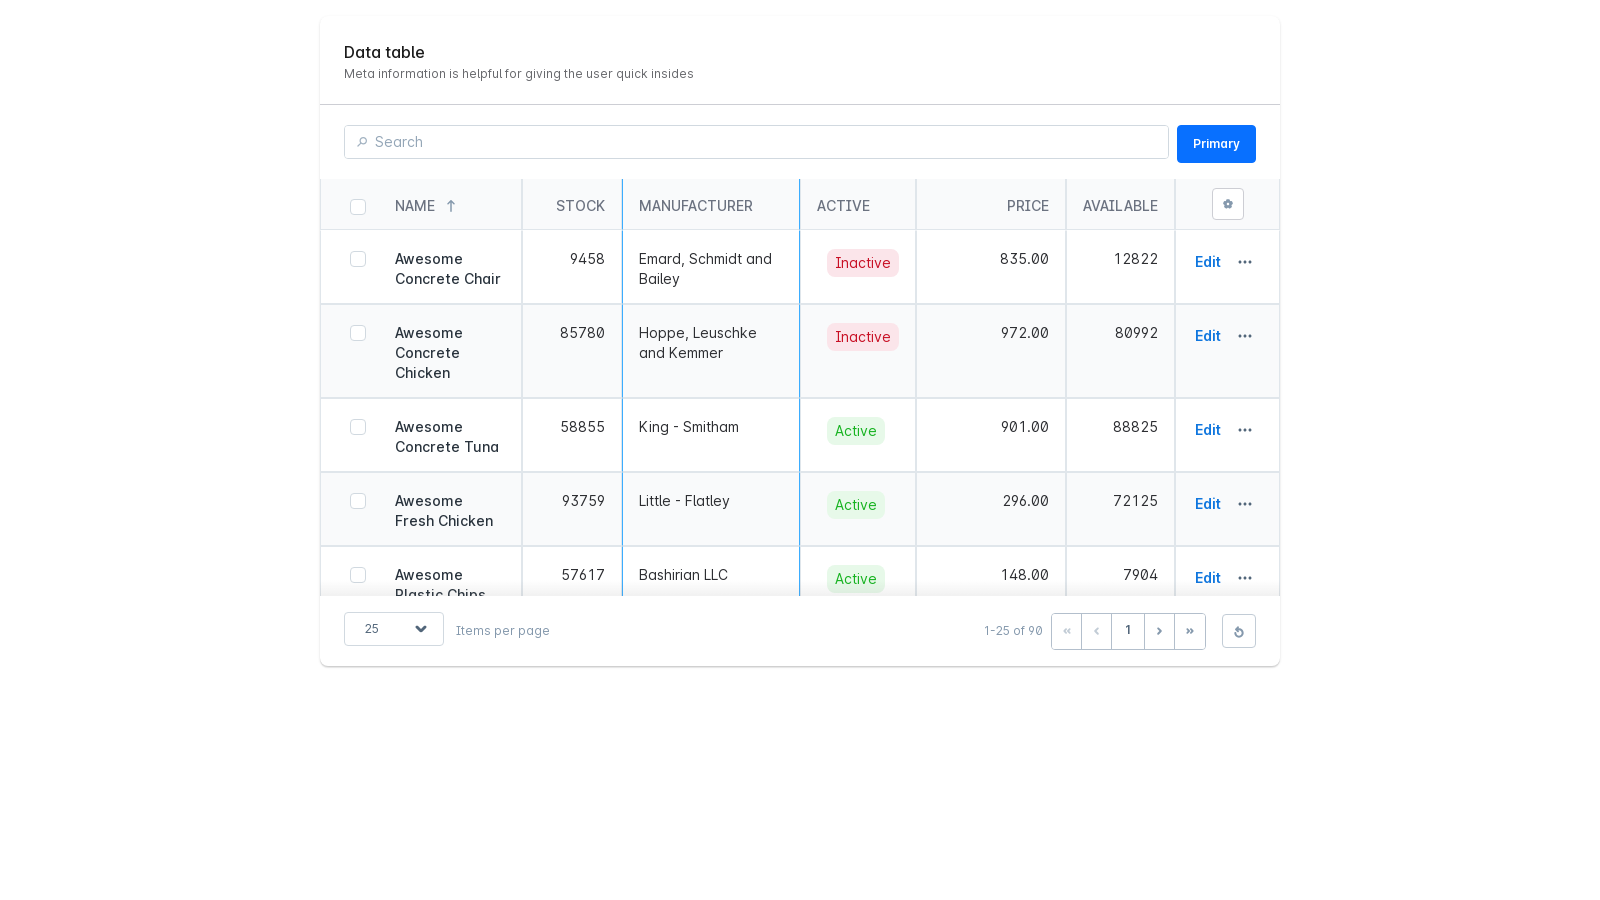 Data table
Meta information is helpful for giving the user quick insides
Search
Primary
NAME STOCK MANUFACTURER ACTIVE PRICE AVAILABLE
Awesome Concrete Chair 9458 Emard, Schmidt and Bailey Inactive 835.00 12822 Edit
Awesome Concrete Chicken 85780 Hoppe, Leuschke and Kemmer Inactive 972.00 80992 Edit
Awesome Concrete Tuna 58855 King - Smitham Active 901.00 88825 Edit
Awesome Fresh Chicken 93759 Little - Flatley Active 296.00 72125 Edit
Awesome Plastic Chips 57617 Bashirian LLC Active 148.00 7904 Edit
25 Items per page 1-25 of 90 « ‹ 1 › »